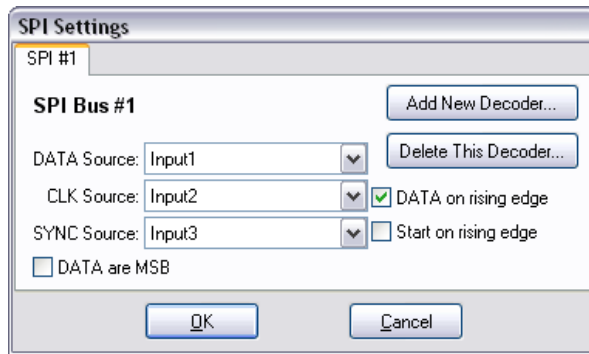 SPI Settings
SPI #1
SPI Bus #1
Add New Decoder...
Delete This Decoder...
DATA Source: Input1
CLK Source: Input2 DATA on rising edge
SYNC Source: Input3 Start on rising edge
DATA are MSB
OK Cancel